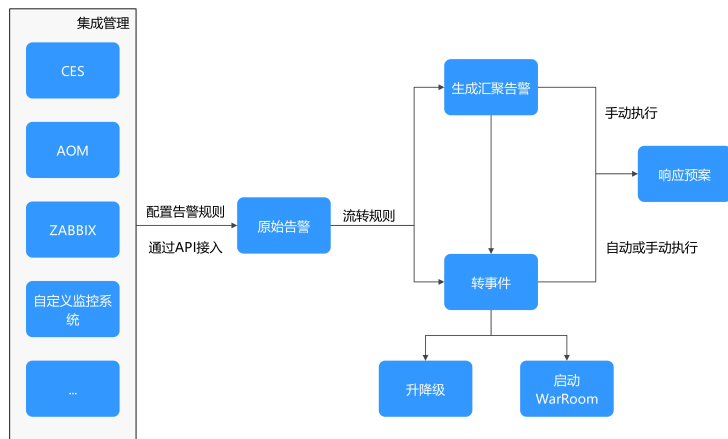 集成管理
CES
AOM
ZABBIX
自定义监控系
统
...
配置告警规则
通过API接入
原始告警
流转规则
生成汇聚告警
手动执行
响应预案
自动或手动执行
转事件
升降级
启动
WarRoom